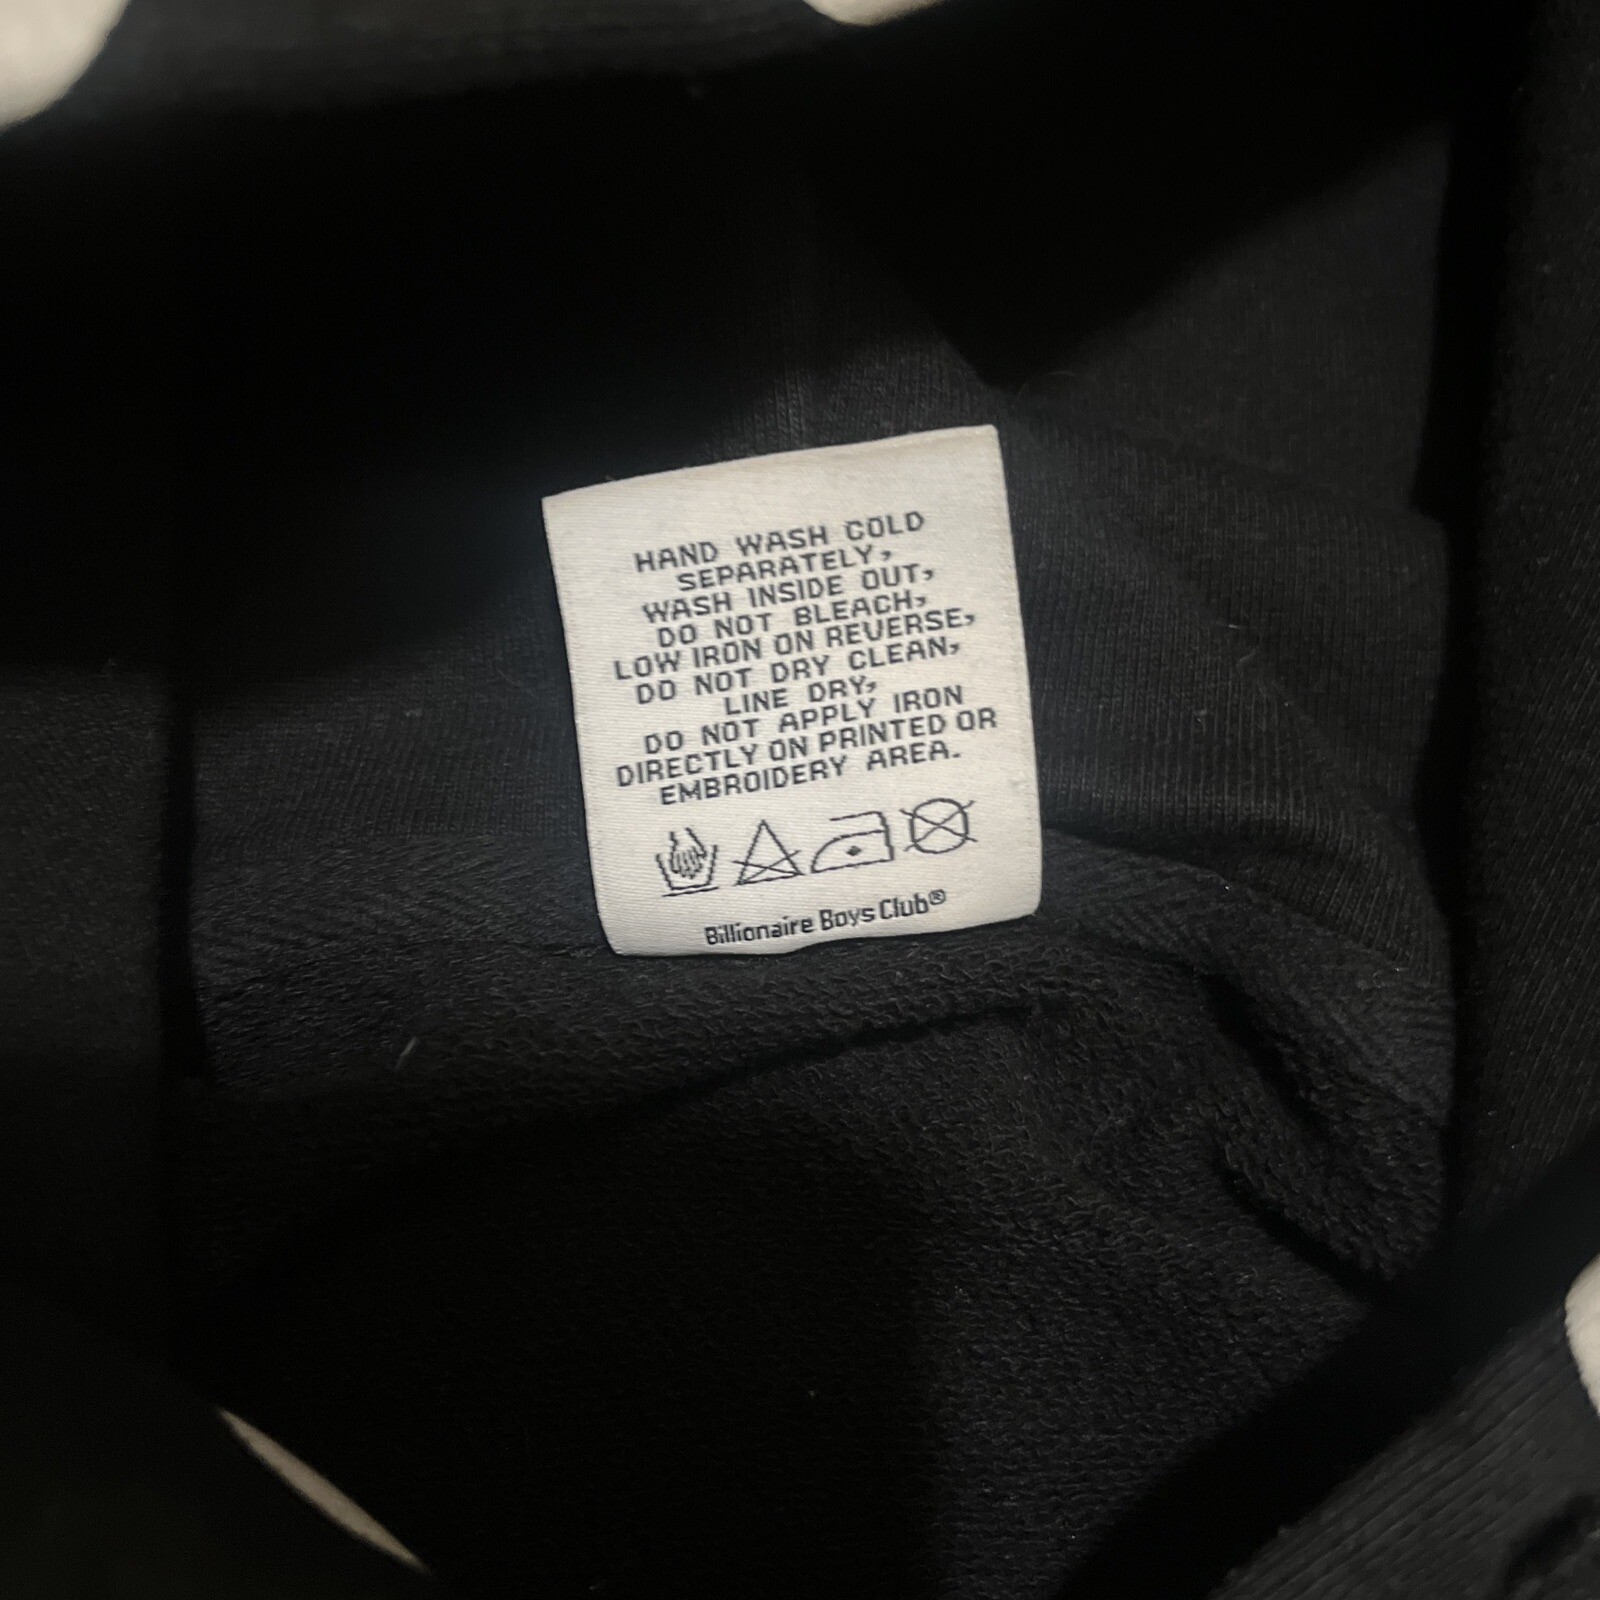 HAND WASH COLD
SEPARATELY,
WASH INSIDE OUT,
DO NOT BLEACH,
LOW IRON ON REVERSE,
DO NOT DRY CLEAN,
LINE DRY,
DO NOT APPLY IRON
DIRECTLY ON PRINTED OR
EMBROIDERY AREA.
Billionaire Boys Club®